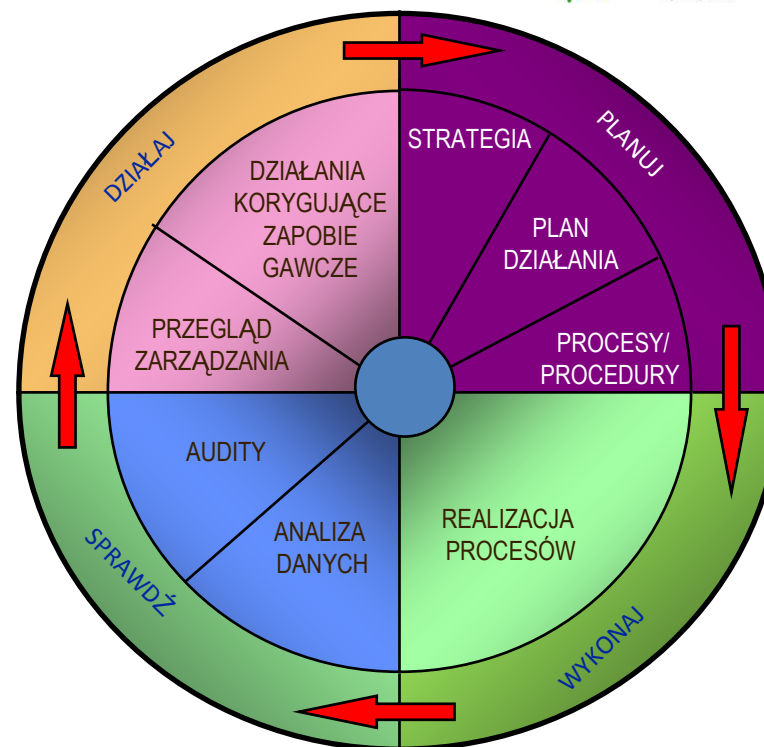 DZIAŁAJ
PLANUJ
WYKONAJ
SPRAWDŹ
STRATEGIA
PLAN
DZIAŁANIA
PROCESY/
PROCEDURY
REALIZACJA
PROCESÓW
ANALIZA
DANYCH
AUDITY
PRZEGLĄD
ZARZĄDZANIA
DZIAŁANIA
KORYGUJĄCE
ZAPOBIE
GAWCZE